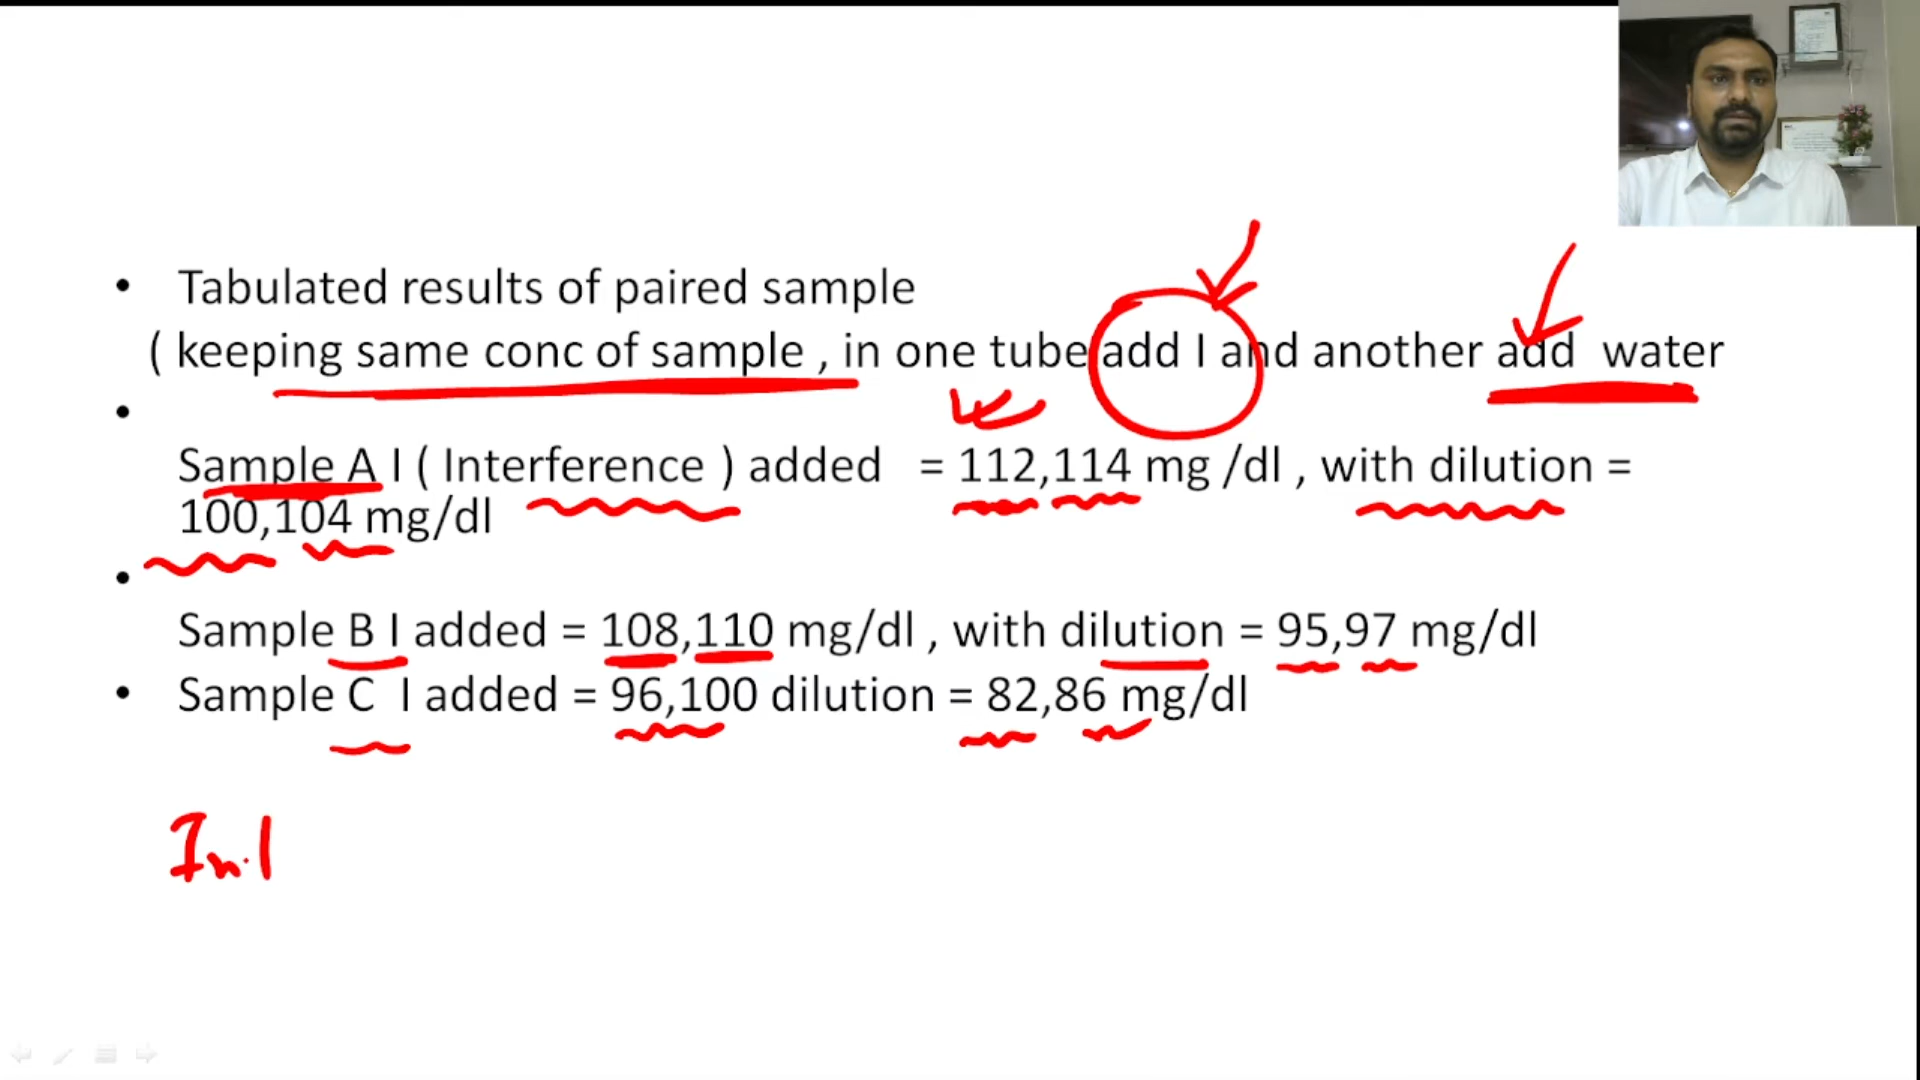 • Tabulated results of paired sample
( keeping same conc of sample , in one tube add I and another add water
•
Sample A I ( Interference ) added = 112,114 mg /dl , with dilution =
100,104 mg/dl
•
Sample B I added = 108,110 mg/dl , with dilution = 95,97 mg/dl
• Sample C I added = 96,100 dilution = 82,86 mg/dl